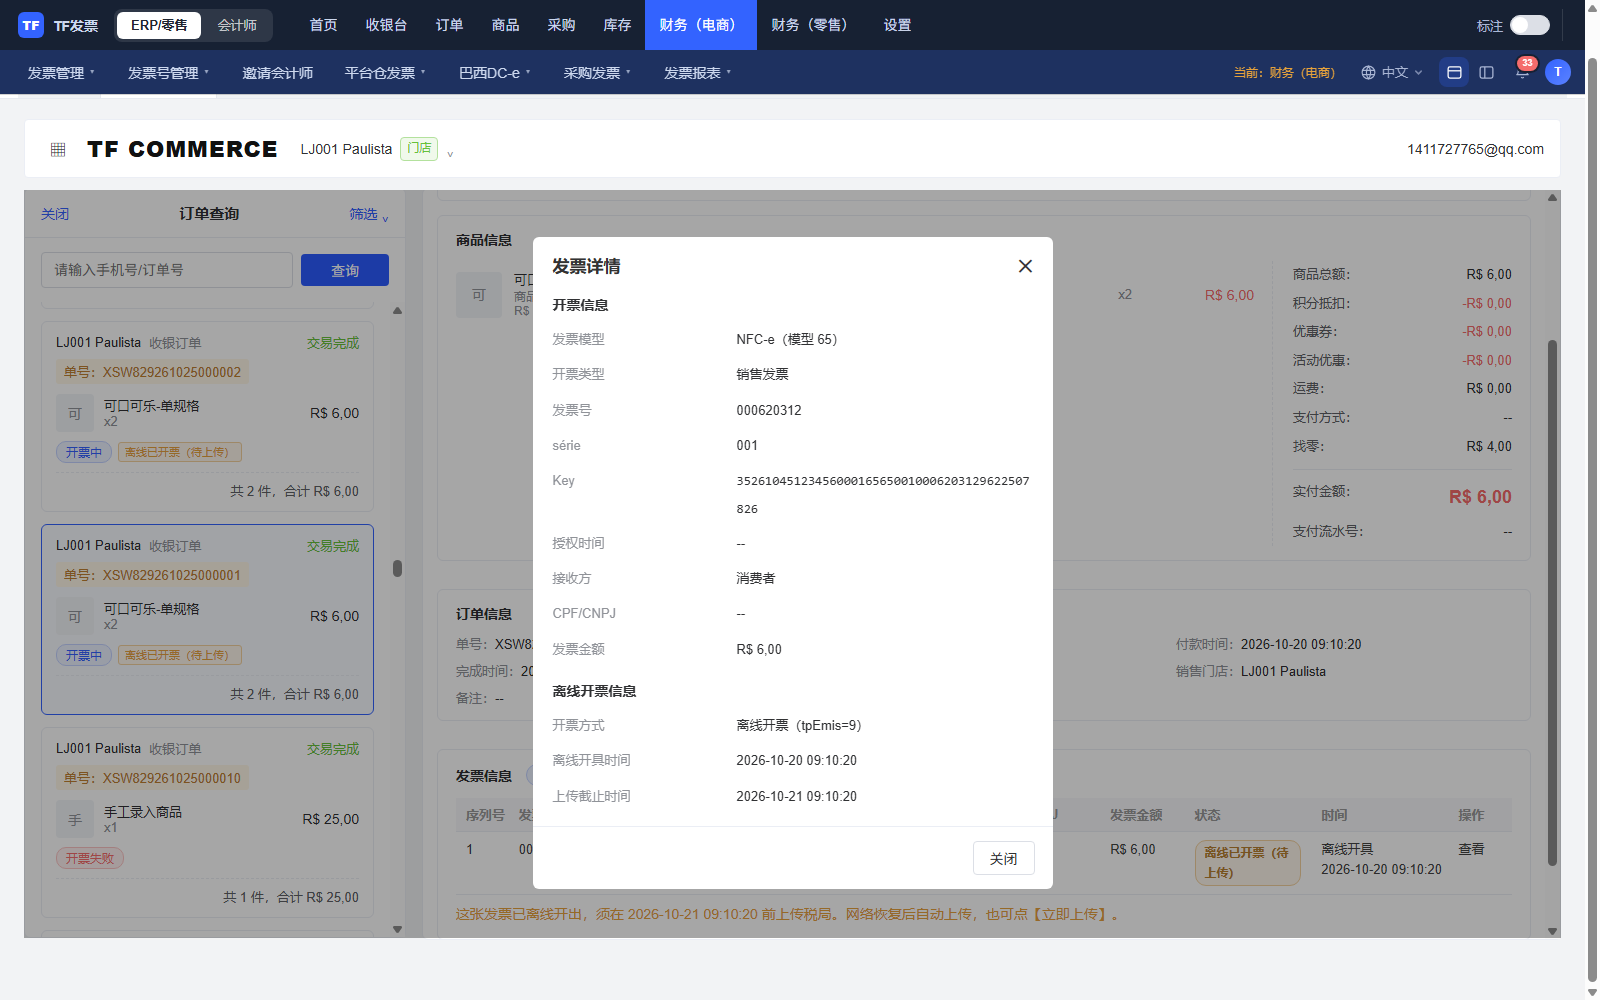 TF TF发票 ERP/零售 会计师 首页 收银台 订单 商品 采购 库存 财务（电商） 财务（零售） 设置 标注
发票管理 发票号管理 邀请会计师 平台仓发票 巴西DC-e 采购发票 发票报表 当前：财务（电商） 中文 33 T
TF COMMERCE LJ001 Paulista 门店 1411727765@qq.com
关闭 订单查询 筛选
请输入手机号/订单号 查询
LJ001 Paulista 收银订单 交易完成
单号：XSW829261025000002
可 可口可乐-单规格 R$ 6,00
x2
开票中 离线已开票（待上传）
共 2 件，合计 R$ 6,00
LJ001 Paulista 收银订单 交易完成
单号：XSW829261025000001
可 可口可乐-单规格 R$ 6,00
x2
开票中 离线已开票（待上传）
共 2 件，合计 R$ 6,00
LJ001 Paulista 收银订单 交易完成
单号：XSW829261025000010
手 手工录入商品 R$ 25,00
x1
开票失败
共 1 件，合计 R$ 25,00
商品信息
可 x2 R$ 6,00
R$
商品总额： R$ 6,00
积分抵扣： -R$ 0,00
优惠券： -R$ 0,00
活动优惠： -R$ 0,00
运费： R$ 0,00
支付方式： --
找零： R$ 4,00
实付金额： R$ 6,00
支付流水号： --
订单信息
单号：XSW82 付款时间：2026-10-20 09:10:20
完成时间：20 销售门店：LJ001 Paulista
备注：--
发票信息
序列号 发 发票金额 状态 时间 操作
1 00 R$ 6,00 离线已开票（待上传） 离线开具 查看
2026-10-20 09:10:20
这张发票已离线开出，须在 2026-10-21 09:10:20 前上传税局。网络恢复后自动上传，也可点【立即上传】。
发票详情
开票信息
发票模型 NFC-e（模型 65）
开票类型 销售发票
发票号 000620312
série 001
Key 35261045123456000165650010006203129622507
826
授权时间 --
接收方 消费者
CPF/CNPJ --
发票金额 R$ 6,00
离线开票信息
开票方式 离线开票（tpEmis=9）
离线开具时间 2026-10-20 09:10:20
上传截止时间 2026-10-21 09:10:20
关闭